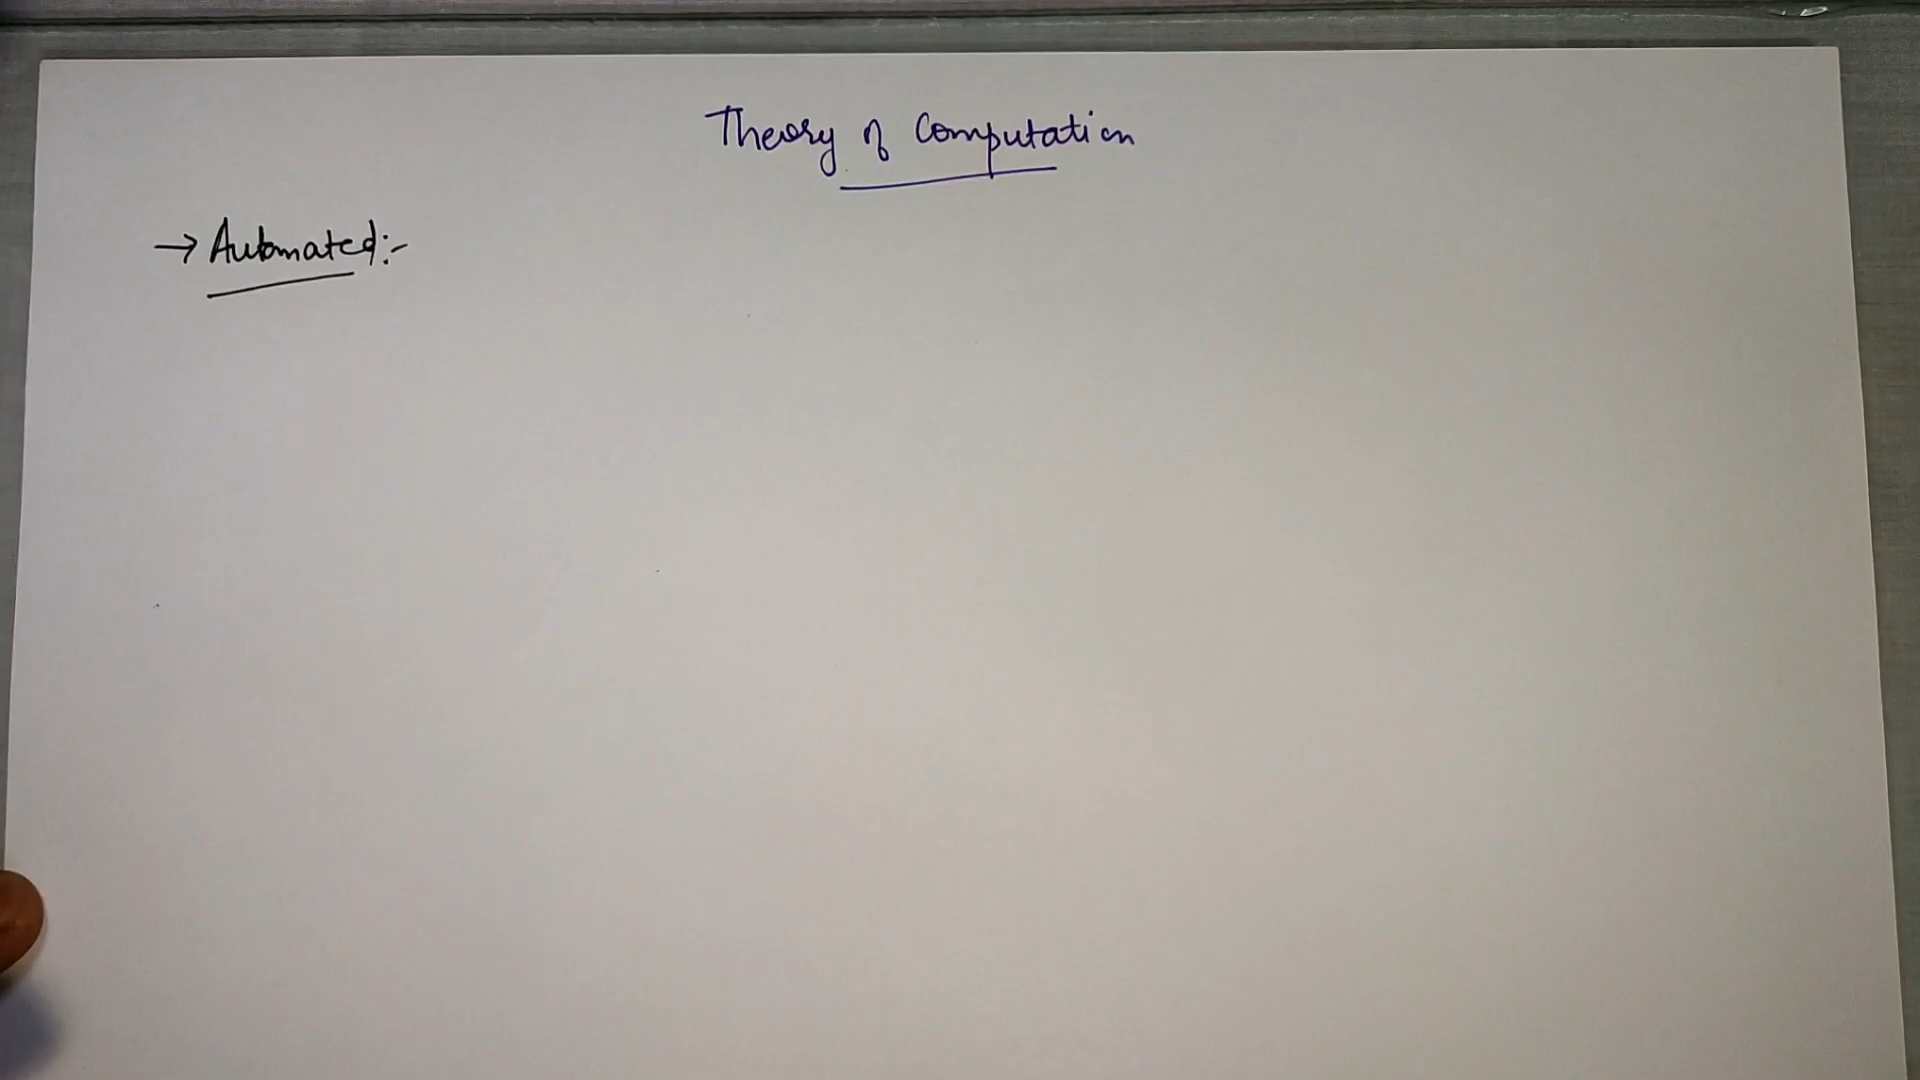 Theory of Computation
→ Automated:-